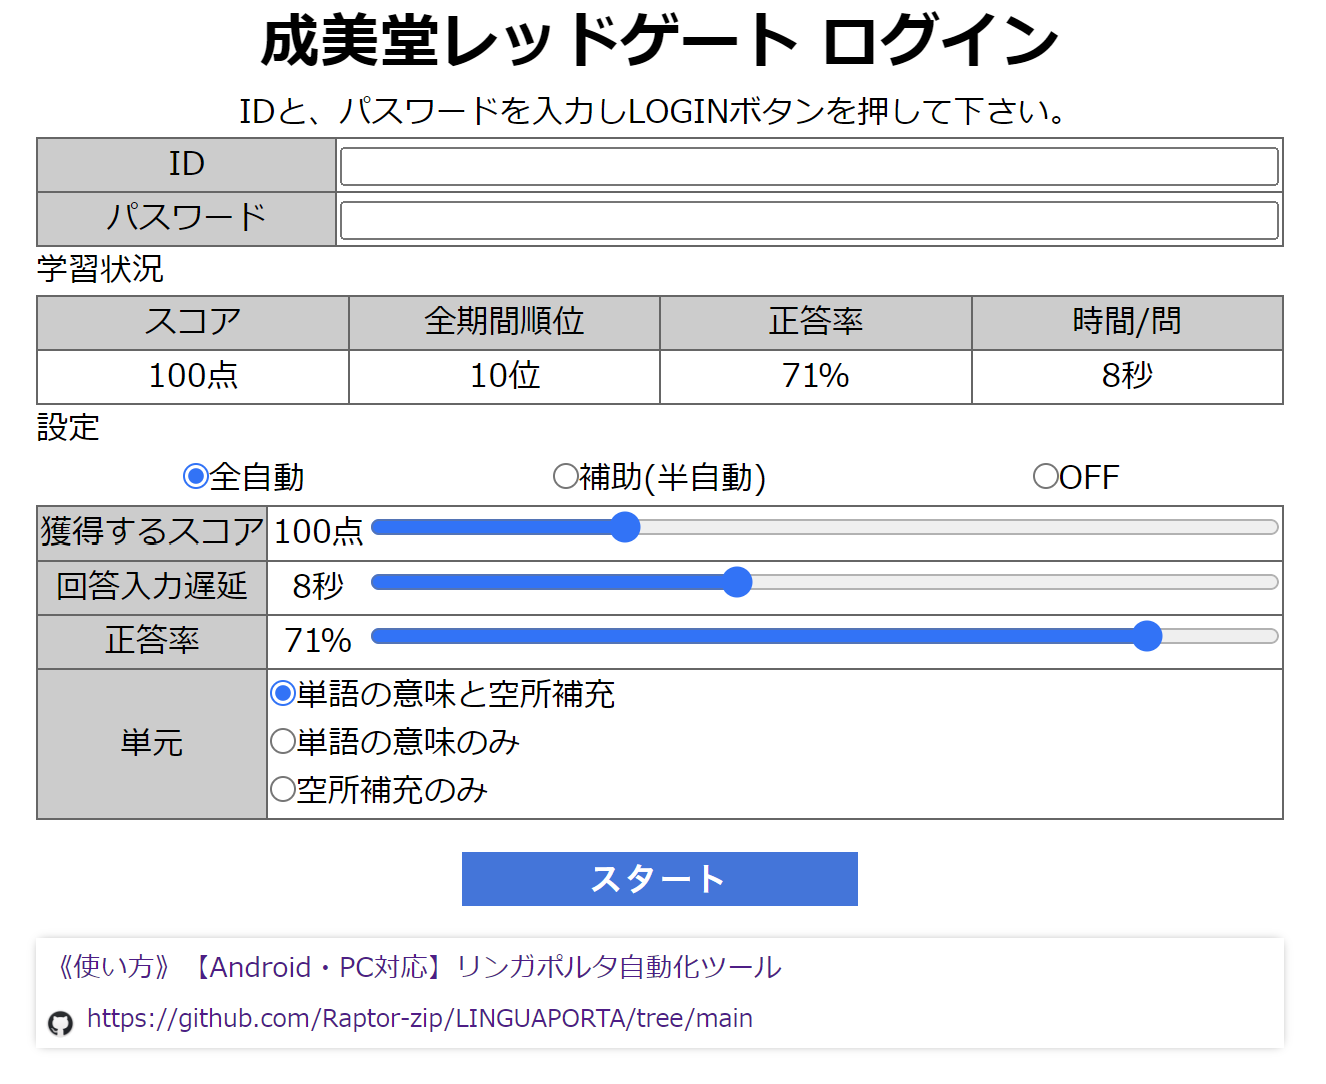 成美堂レッドゲート ログイン
IDと、パスワードを入力しLOGINボタンを押して下さい。
ID
パスワード
学習状況
スコア 全期間順位 正答率 時間/問
100点 10位 71% 8秒
設定
全自動 補助(半自動) OFF
獲得するスコア 100点
回答入力遅延 8秒
正答率 71%
単語の意味と空所補充
単元 単語の意味のみ
空所補充のみ
スタート
《使い方》【Android・PC対応】リンガポルタ自動化ツール
https://github.com/Raptor-zip/LINGUAPORTA/tree/main